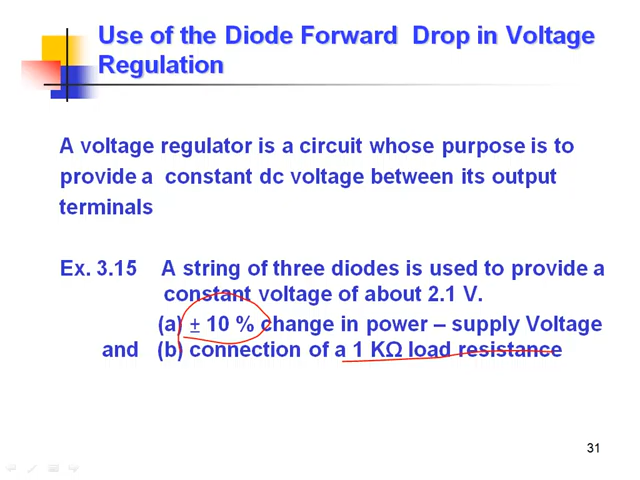 Use of the Diode Forward Drop in Voltage
Regulation
A voltage regulator is a circuit whose purpose is to
provide a constant dc voltage between its output
terminals
Ex. 3.15 A string of three diodes is used to provide a
constant voltage of about 2.1 V.
(a) ± 10 % change in power – supply Voltage
and (b) connection of a 1 KΩ load resistance
31